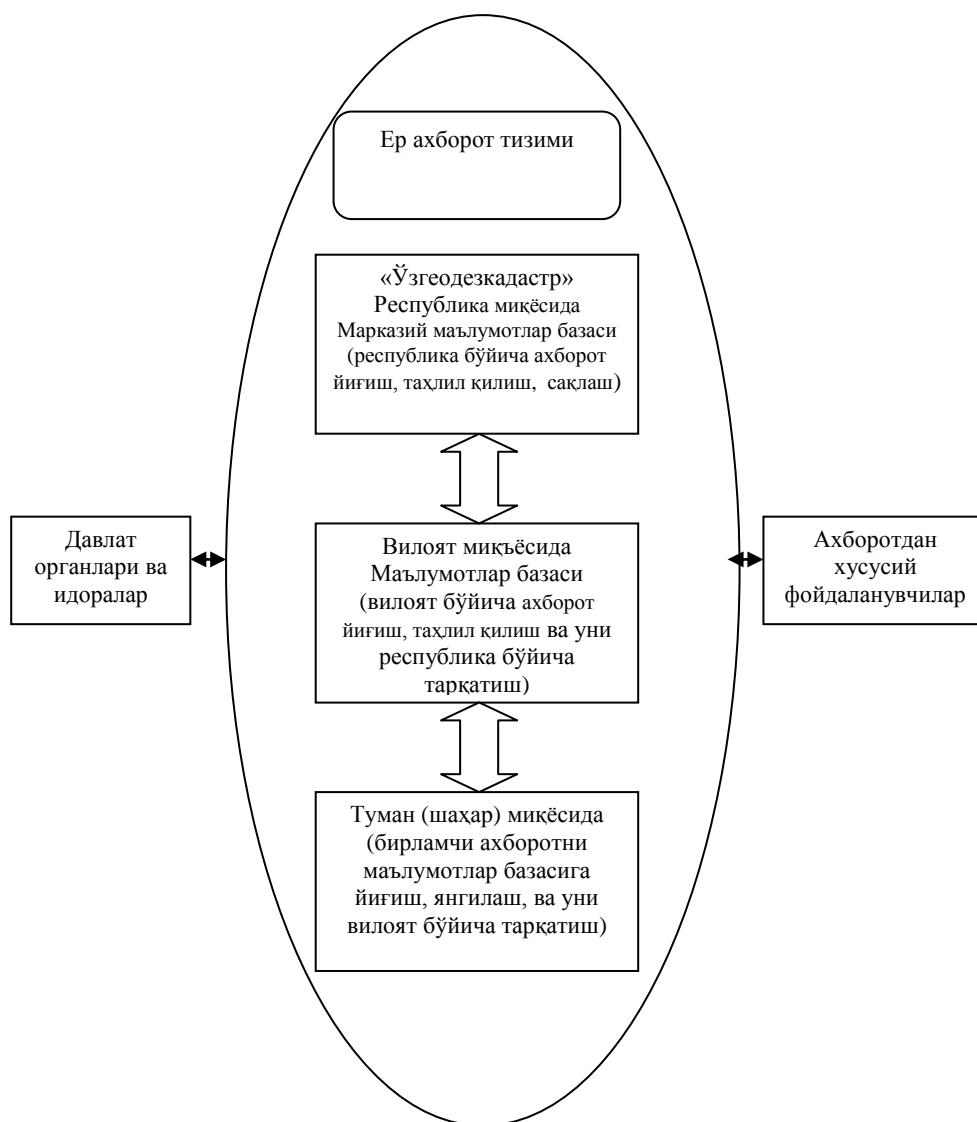 Ер ахборот тизими
«Ўзгеодезкадастр»
Республика миқёсида
Марказий маълумотлар базаси
(республика бўйича ахборот
йиғиш, таҳлил қилиш, сақлаш)
Давлат
органлари ва
идоралар
Вилоят миқъёсида
Маълумотлар базаси
(вилоят бўйича ахборот
йиғиш, таҳлил қилиш ва уни
республика бўйича
тарқатиш)
Ахборотдан
хусусий
фойдаланувчилар
Туман (шаҳар) миқёсида
(бирламчи ахборотни
маълумотлар базасига
йиғиш, янгилаш, ва уни
вилоят бўйича тарқатиш)